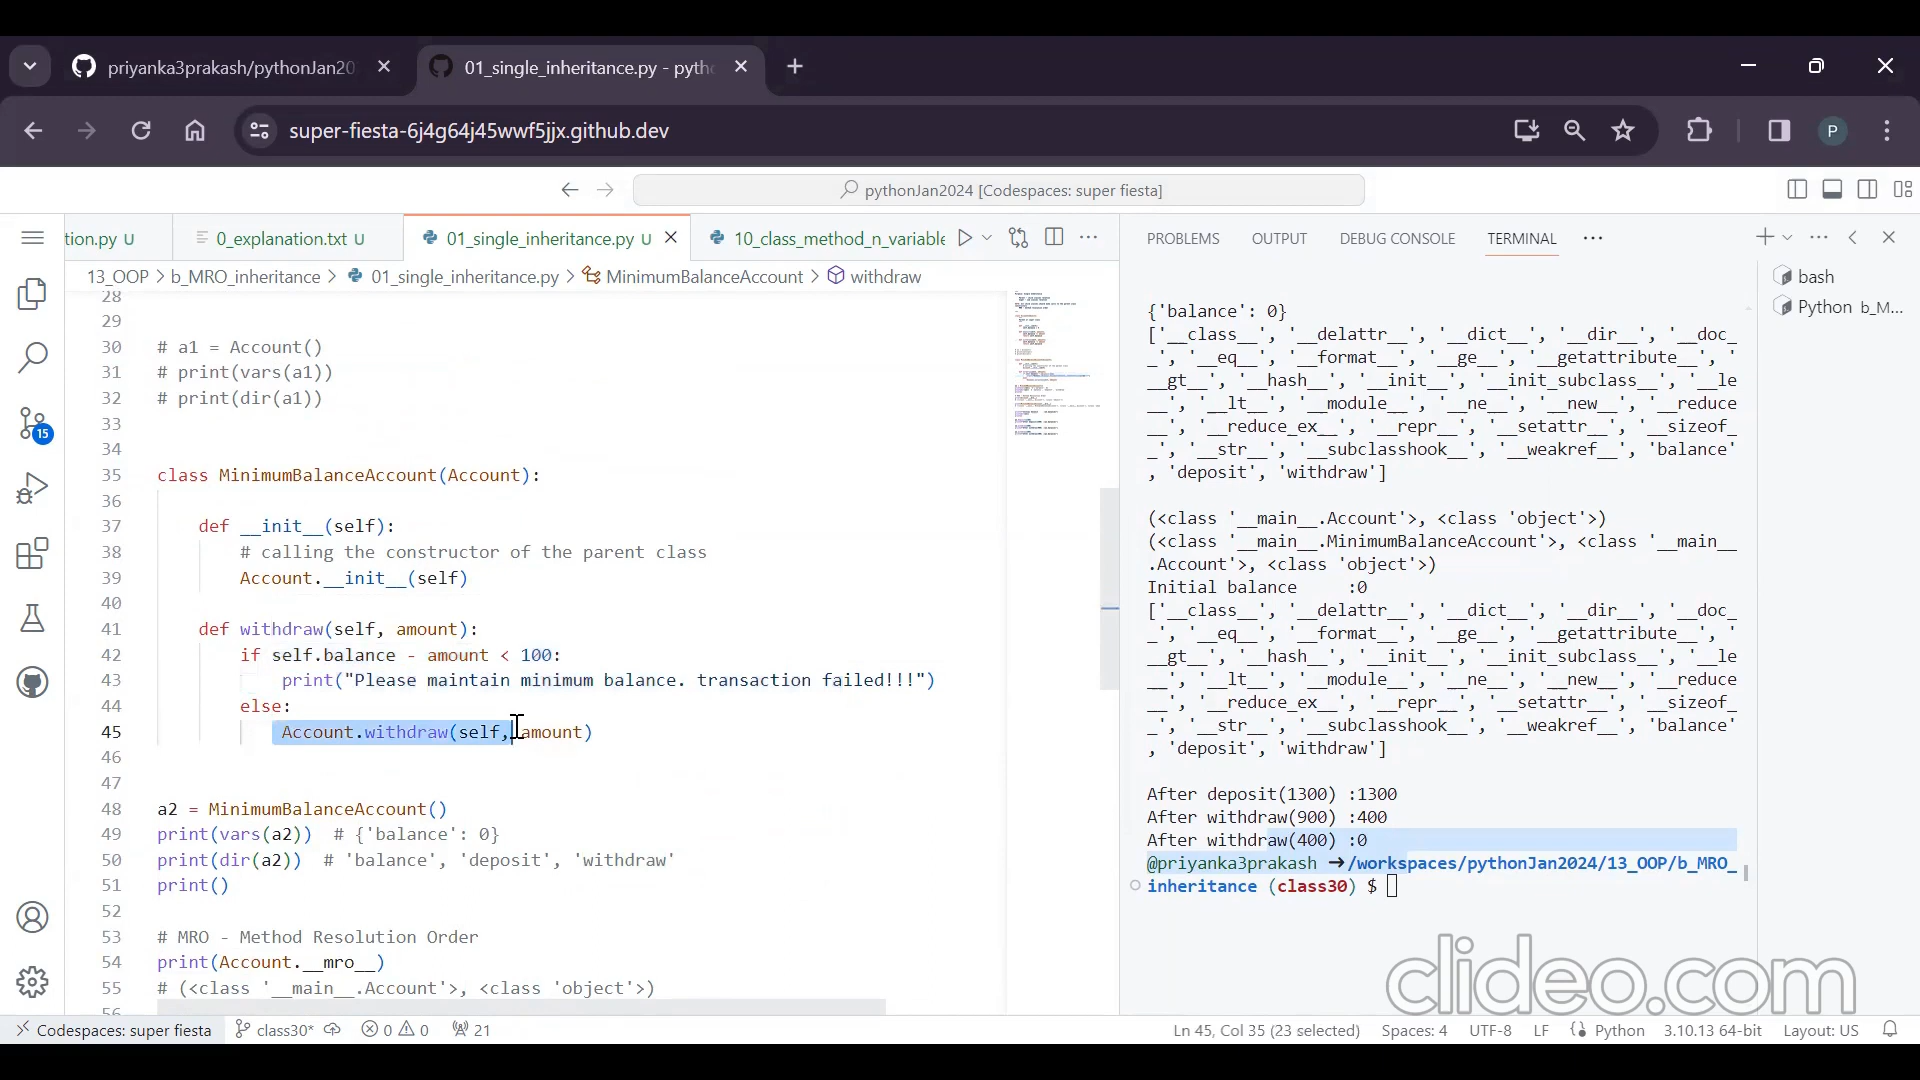 priyanka3prakash/pythonJan20
01_single_inheritance.py - pyth
super-fiesta-6j4g64j45wwf5jjx.github.dev
P
pythonJan2024 [Codespaces: super fiesta]
tion.py U
0_explanation.txt U
01_single_inheritance.py U
10_class_method_n_variable
13_OOP > b_MRO_inheritance > 01_single_inheritance.py > MinimumBalanceAccount > withdraw
28
29
30 # a1 = Account()
31 # print(vars(a1))
32 # print(dir(a1))
33
34
35 class MinimumBalanceAccount(Account):
36
37 def __init__(self):
38 # calling the constructor of the parent class
39 Account.__init__(self)
40
41 def withdraw(self, amount):
42 if self.balance - amount < 100:
43 print("Please maintain minimum balance. transaction failed!!!")
44 else:
45 Account.withdraw(self, amount)
46
47
48 a2 = MinimumBalanceAccount()
49 print(vars(a2)) # {'balance': 0}
50 print(dir(a2)) # 'balance', 'deposit', 'withdraw'
51 print()
52
53 # MRO - Method Resolution Order
54 print(Account.__mro__)
55 # (<class '__main__.Account'>, <class 'object'>)
56
15
PROBLEMS OUTPUT DEBUG CONSOLE TERMINAL
{'balance': 0}
['__class__', '__delattr__', '__dict__', '__dir__', '__doc_
_', '__eq__', '__format__', '__ge__', '__getattribute__', '
__gt__', '__hash__', '__init__', '__init_subclass__', '__le
__', '__lt__', '__module__', '__ne__', '__new__', '__reduce
__', '__reduce_ex__', '__repr__', '__setattr__', '__sizeof_
_', '__str__', '__subclasshook__', '__weakref__', 'balance'
, 'deposit', 'withdraw']
(<class '__main__.Account'>, <class 'object'>)
(<class '__main__.MinimumBalanceAccount'>, <class '__main__
.Account'>, <class 'object'>)
Initial balance :0
['__class__', '__delattr__', '__dict__', '__dir__', '__doc_
_', '__eq__', '__format__', '__ge__', '__getattribute__', '
__gt__', '__hash__', '__init__', '__init_subclass__', '__le
__', '__lt__', '__module__', '__ne__', '__new__', '__reduce
__', '__reduce_ex__', '__repr__', '__setattr__', '__sizeof_
_', '__str__', '__subclasshook__', '__weakref__', 'balance'
, 'deposit', 'withdraw']
After deposit(1300) :1300
After withdraw(900) :400
After withdraw(400) :0
@priyanka3prakash →/workspaces/pythonJan2024/13_OOP/b_MRO_
inheritance (class30) $
bash
Python b_M...
clideo.com
Codespaces: super fiesta class30* 0 0 21 Ln 45, Col 35 (23 selected) Spaces: 4 UTF-8 LF Python 3.10.13 64-bit Layout: US